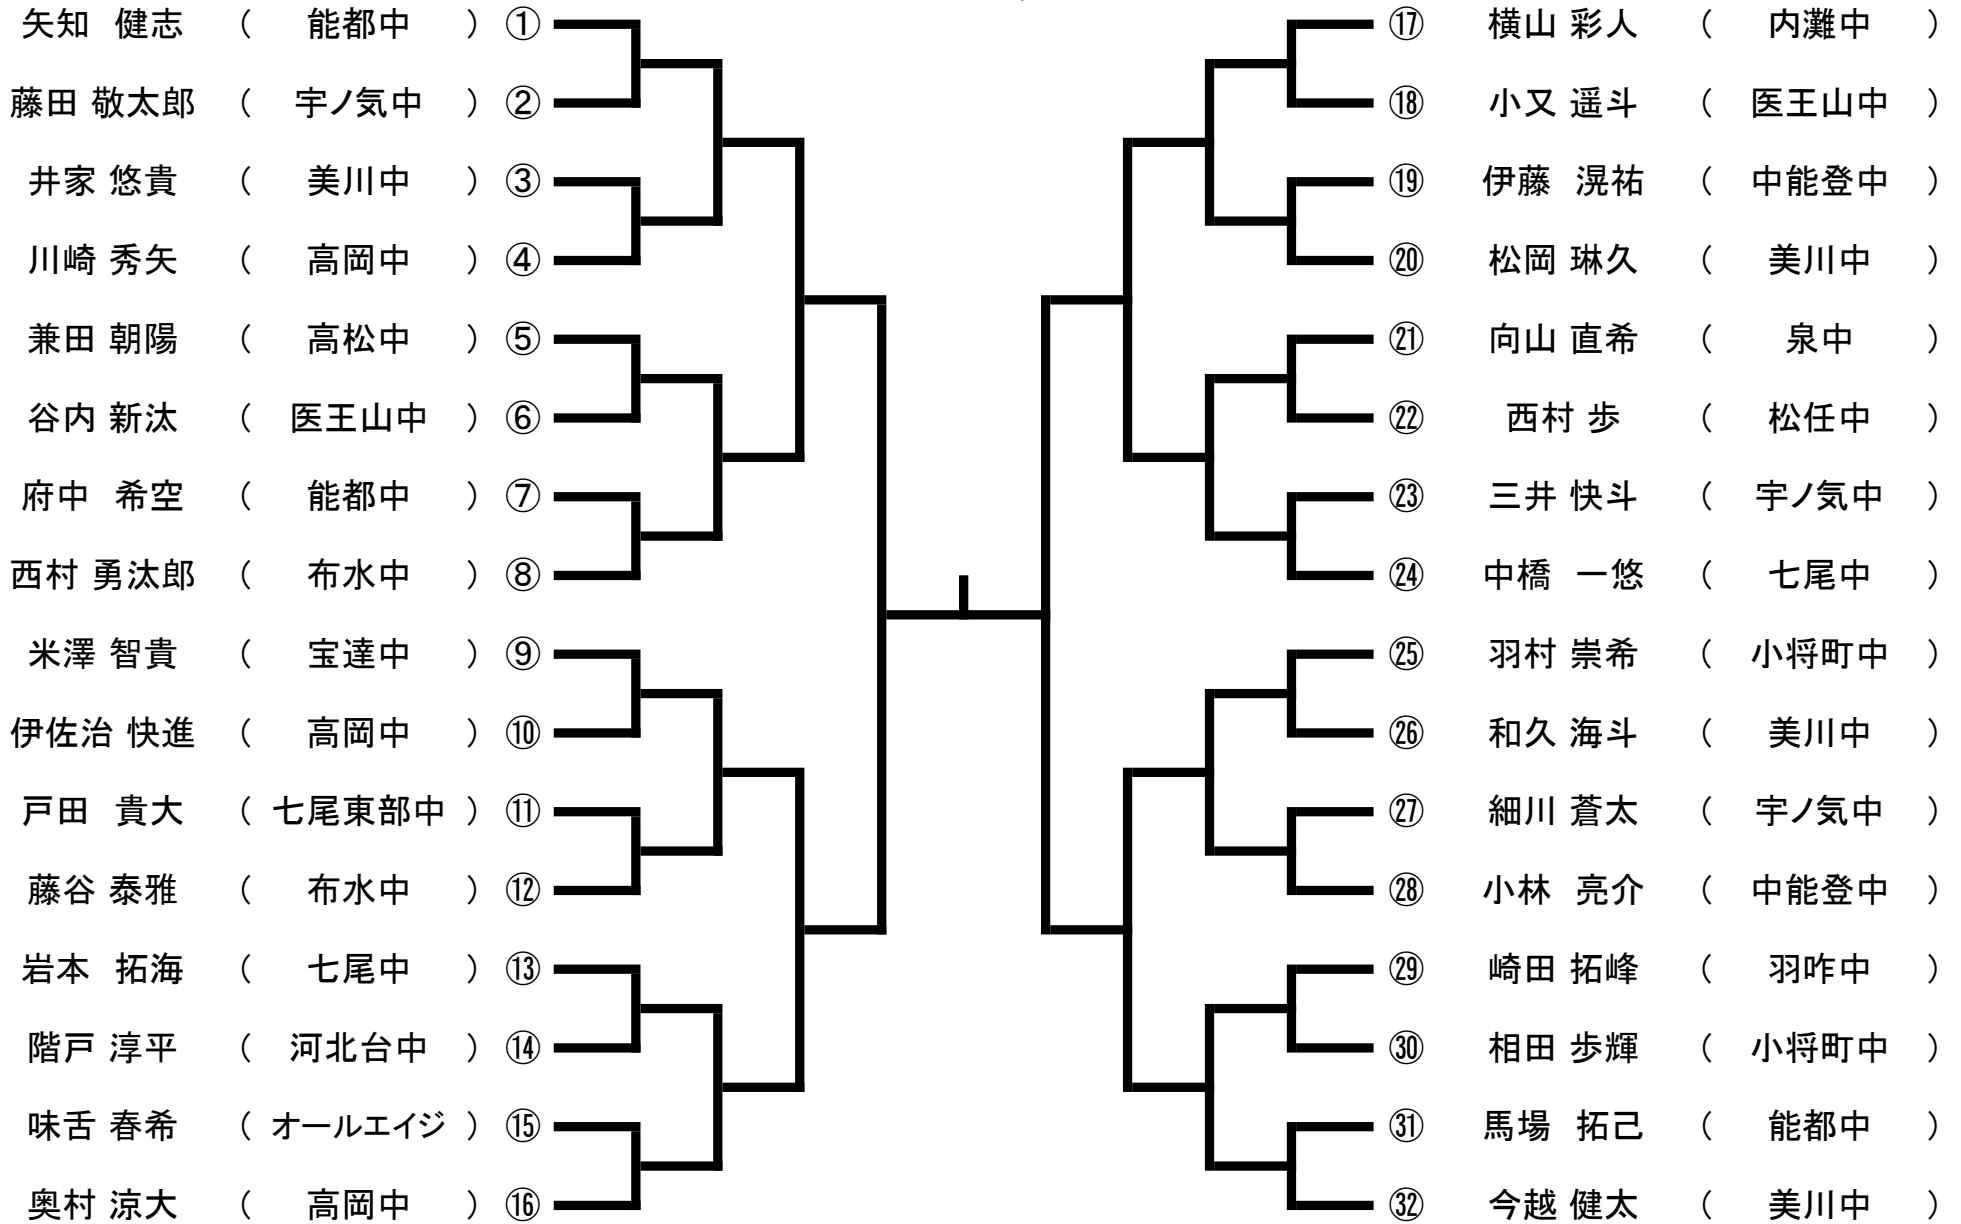 矢知 健志 ( 能都中 ) ①
藤田 敬太郎 ( 宇ノ気中 ) ②
井家 悠貴 ( 美川中 ) ③
川崎 秀矢 ( 高岡中 ) ④
兼田 朝陽 ( 高松中 ) ⑤
谷内 新汰 ( 医王山中 ) ⑥
府中 希空 ( 能都中 ) ⑦
西村 勇汰郎 ( 布水中 ) ⑧
米澤 智貴 ( 宝達中 ) ⑨
伊佐治 快進 ( 高岡中 ) ⑩
戸田 貴大 ( 七尾東部中 ) ⑪
藤谷 泰雅 ( 布水中 ) ⑫
岩本 拓海 ( 七尾中 ) ⑬
階戸 淳平 ( 河北台中 ) ⑭
味舌 春希 ( オールエイジ ) ⑮
奥村 涼大 ( 高岡中 ) ⑯
⑰ 横山 彩人 ( 内灘中 )
⑱ 小又 遥斗 ( 医王山中 )
⑲ 伊藤 滉祐 ( 中能登中 )
⑳ 松岡 琳久 ( 美川中 )
㉑ 向山 直希 ( 泉中 )
㉒ 西村 歩 ( 松任中 )
㉓ 三井 快斗 ( 宇ノ気中 )
㉔ 中橋 一悠 ( 七尾中 )
㉕ 羽村 崇希 ( 小将町中 )
㉖ 和久 海斗 ( 美川中 )
㉗ 細川 蒼太 ( 宇ノ気中 )
㉘ 小林 亮介 ( 中能登中 )
㉙ 崎田 拓峰 ( 羽咋中 )
㉚ 相田 歩輝 ( 小将町中 )
㉛ 馬場 拓己 ( 能都中 )
㉜ 今越 健太 ( 美川中 )